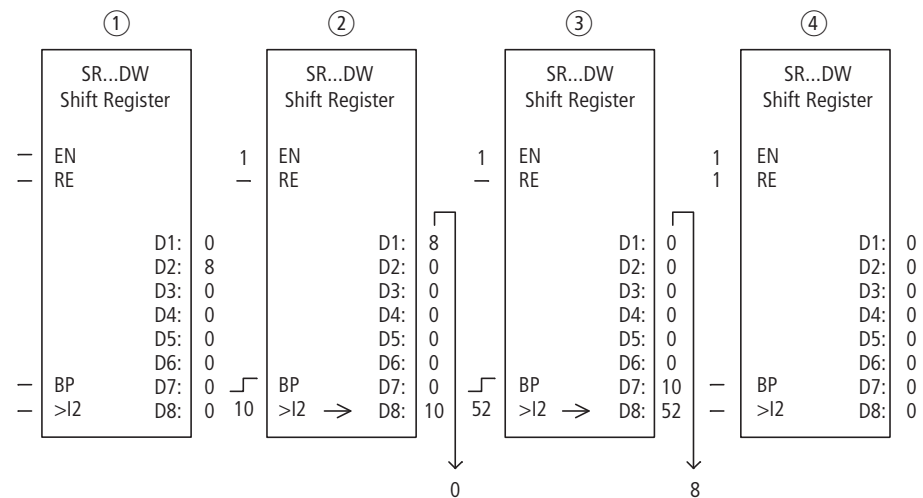 ① ② ③ ④
SR...DW SR...DW SR...DW SR...DW
Shift Register Shift Register Shift Register Shift Register
– EN 1 EN 1 EN 1 EN
– RE – RE – RE 1 RE
D1: 0 D1: 8 D1: 0 D1: 0
D2: 8 D2: 0 D2: 0 D2: 0
D3: 0 D3: 0 D3: 0 D3: 0
D4: 0 D4: 0 D4: 0 D4: 0
D5: 0 D5: 0 D5: 0 D5: 0
D6: 0 D6: 0 D6: 0 D6: 0
– BP D7: 0 BP D7: 0 BP D7: 10 – BP D7: 0
– >I2 D8: 0 10 >I2 → D8: 10 52 >I2 → D8: 52 – >I2 D8: 0
0 8